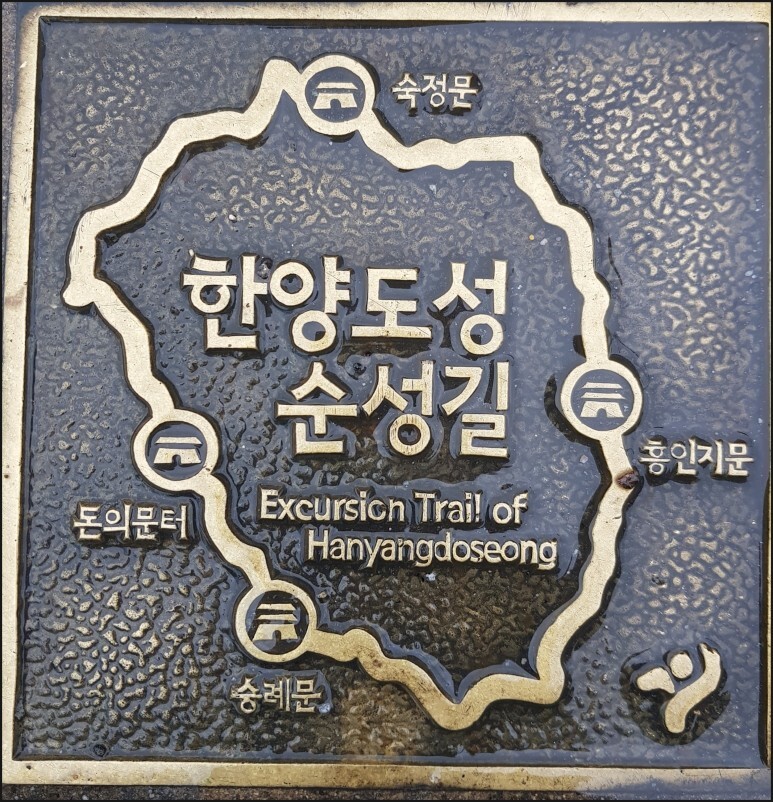 숙정문
한양도성
순성길
흥인지문
Excursion Trail of
Hanyangdoseong
돈의문터
숭례문